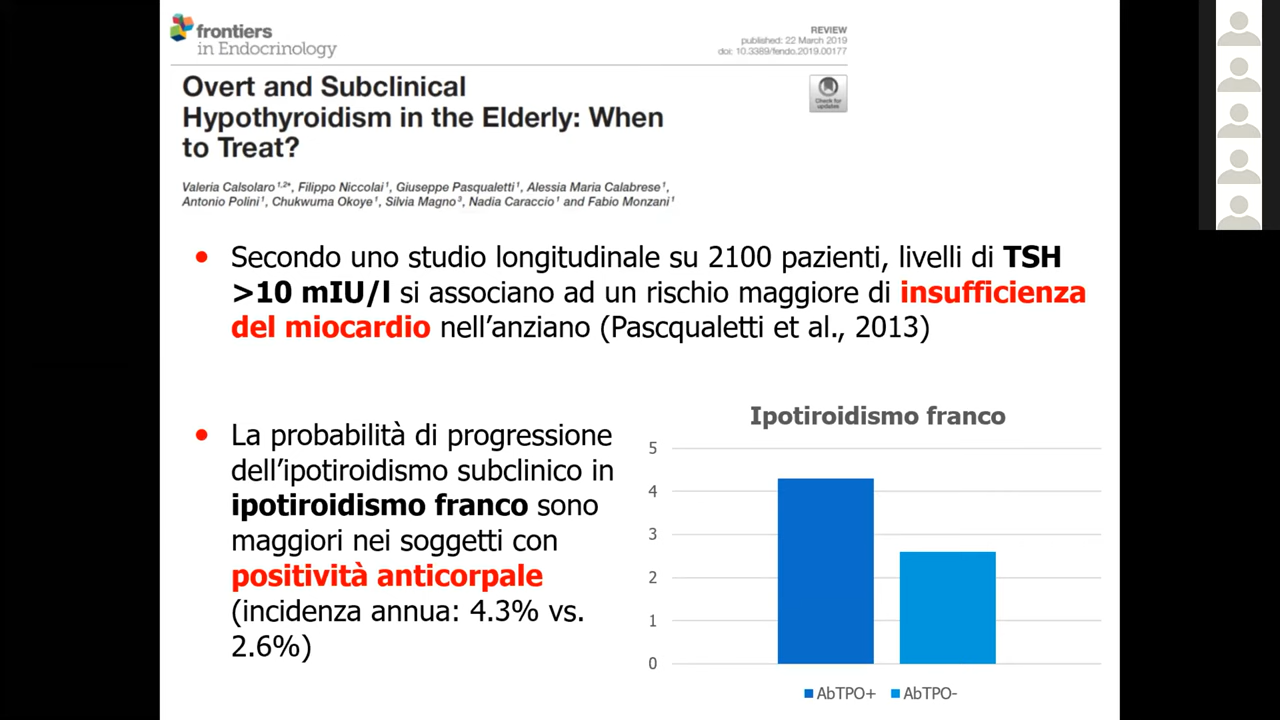 frontiers
in Endocrinology
REVIEW
published: 22 March 2019
doi: 10.3389/fendo.2019.00177
Overt and Subclinical
Hypothyroidism in the Elderly: When
to Treat?
Check for
updates
Valeria Calsolaro 1,2*, Filippo Niccolai 1, Giuseppe Pasqualetti 1, Alessia Maria Calabrese 1,
Antonio Polini 1, Chukwuma Okoye 1, Silvia Magno 3, Nadia Caraccio 1 and Fabio Monzani 1
• Secondo uno studio longitudinale su 2100 pazienti, livelli di TSH
>10 mIU/l si associano ad un rischio maggiore di insufficienza
del miocardio nell’anziano (Pascqualetti et al., 2013)
• La probabilità di progressione
dell’ipotiroidismo subclinico in
ipotiroidismo franco sono
maggiori nei soggetti con
positività anticorpale
(incidenza annua: 4.3% vs.
2.6%)
Ipotiroidismo franco
5
4
3
2
1
0
AbTPO+ AbTPO-